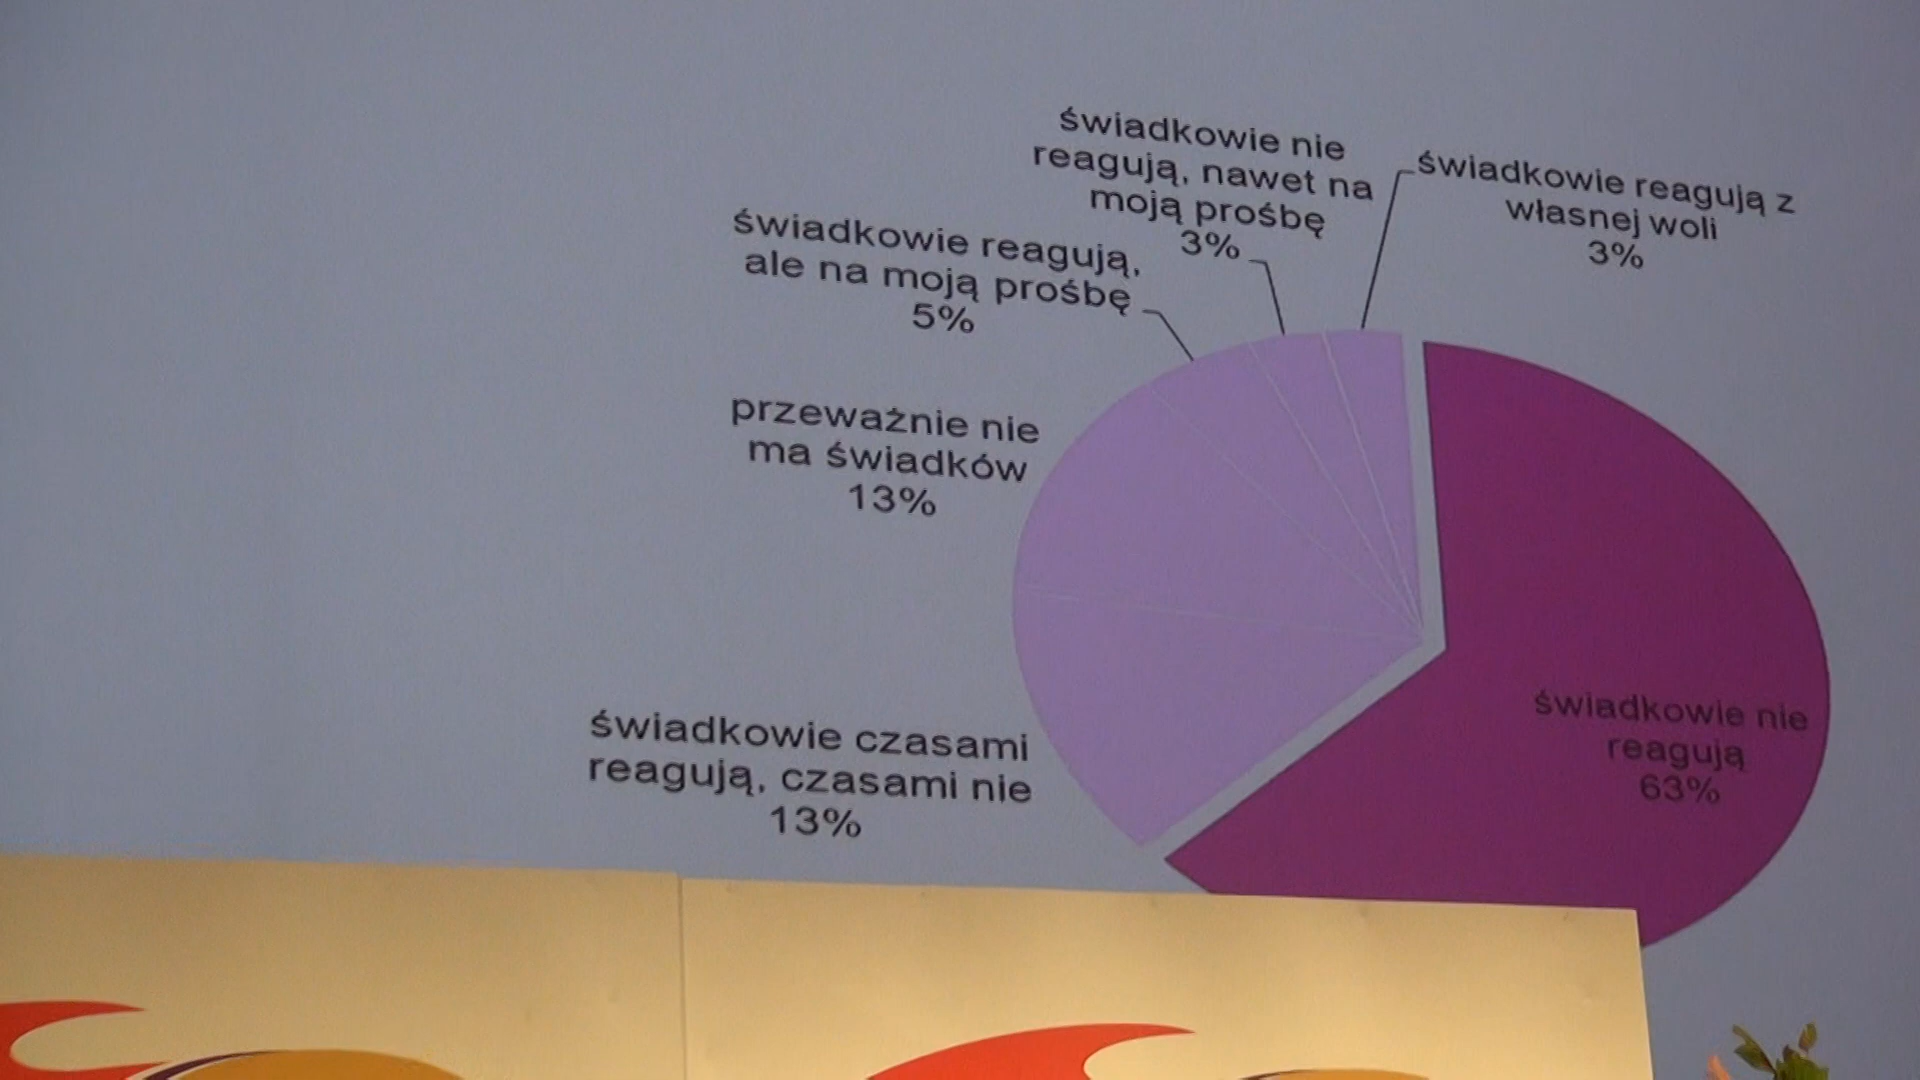 świadkowie nie
reagują, nawet na
moją prośbę
3%
świadkowie reagują z
własnej woli
3%
świadkowie reagują,
ale na moją prośbę
5%
przeważnie nie
ma świadków
13%
świadkowie czasami
reagują, czasami nie
13%
świadkowie nie
reagują
63%